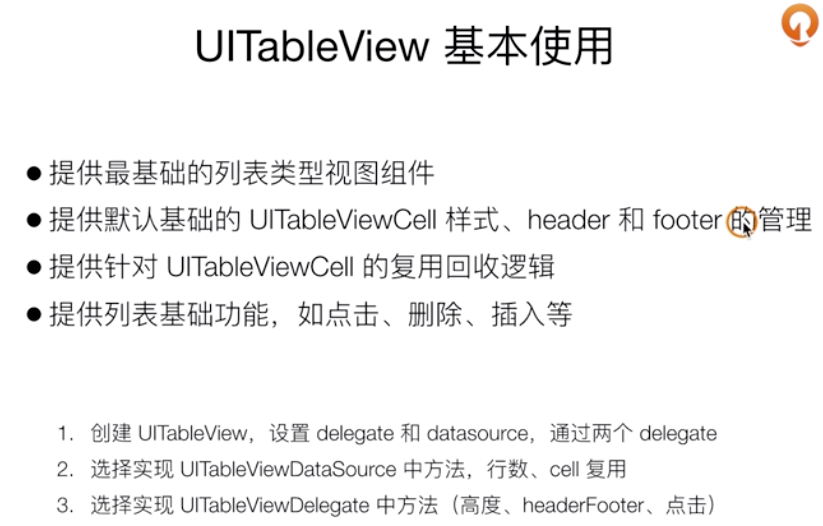 UITableView 基本使用
● 提供最基础的列表类型视图组件
● 提供默认基础的 UITableViewCell 样式、header 和 footer 的管理
● 提供针对 UITableViewCell 的复用回收逻辑
● 提供列表基础功能，如点击、删除、插入等
1. 创建 UITableView，设置 delegate 和 datasource，通过两个 delegate
2. 选择实现 UITableViewDataSource 中方法，行数、cell 复用
3. 选择实现 UITableViewDelegate 中方法（高度、headerFooter、点击）